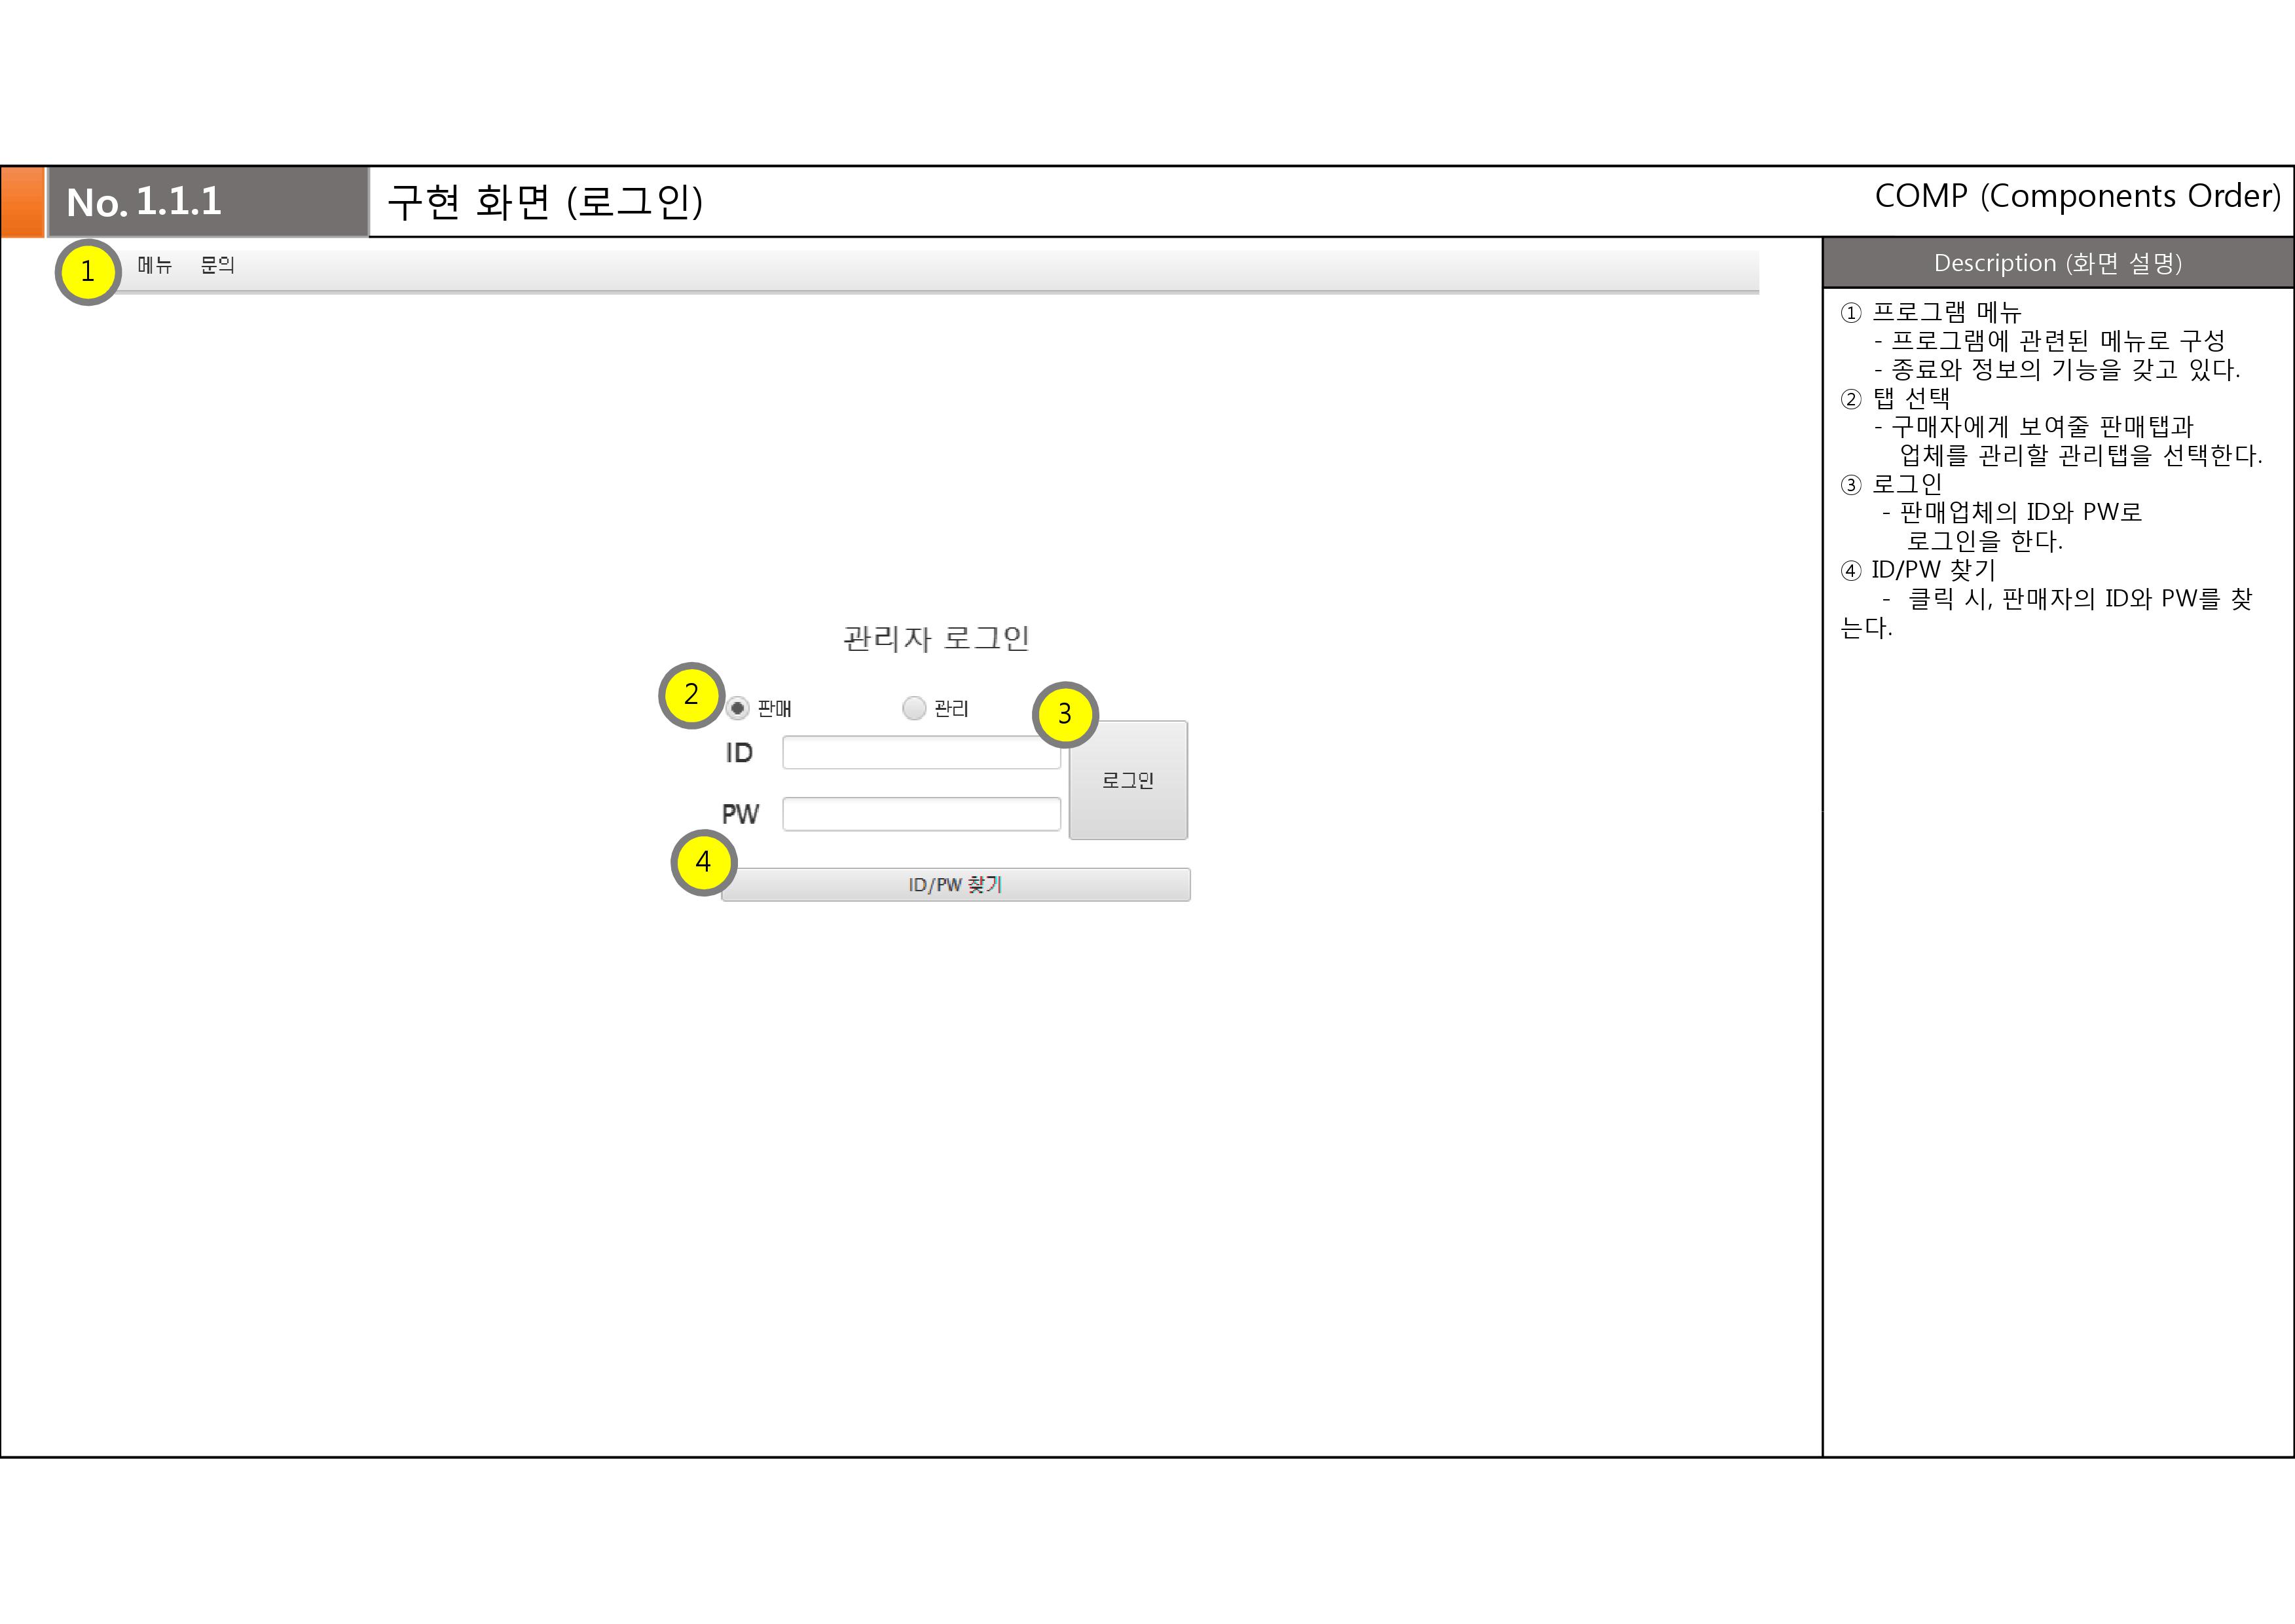 No. 1.1.1
구현 화면 (로그인)
COMP (Components Order)
1
메뉴 문의
관리자 로그인
2
판매
관리
3
ID
로그인
PW
4
ID/PW 찾기
Description (화면 설명)
① 프로그램 메뉴
- 프로그램에 관련된 메뉴로 구성
- 종료와 정보의 기능을 갖고 있다.
② 탭 선택
- 구매자에게 보여줄 판매탭과
업체를 관리할 관리탭을 선택한다.
③ 로그인
- 판매업체의 ID와 PW로
로그인을 한다.
④ ID/PW 찾기
- 클릭 시, 판매자의 ID와 PW를 찾
는다.